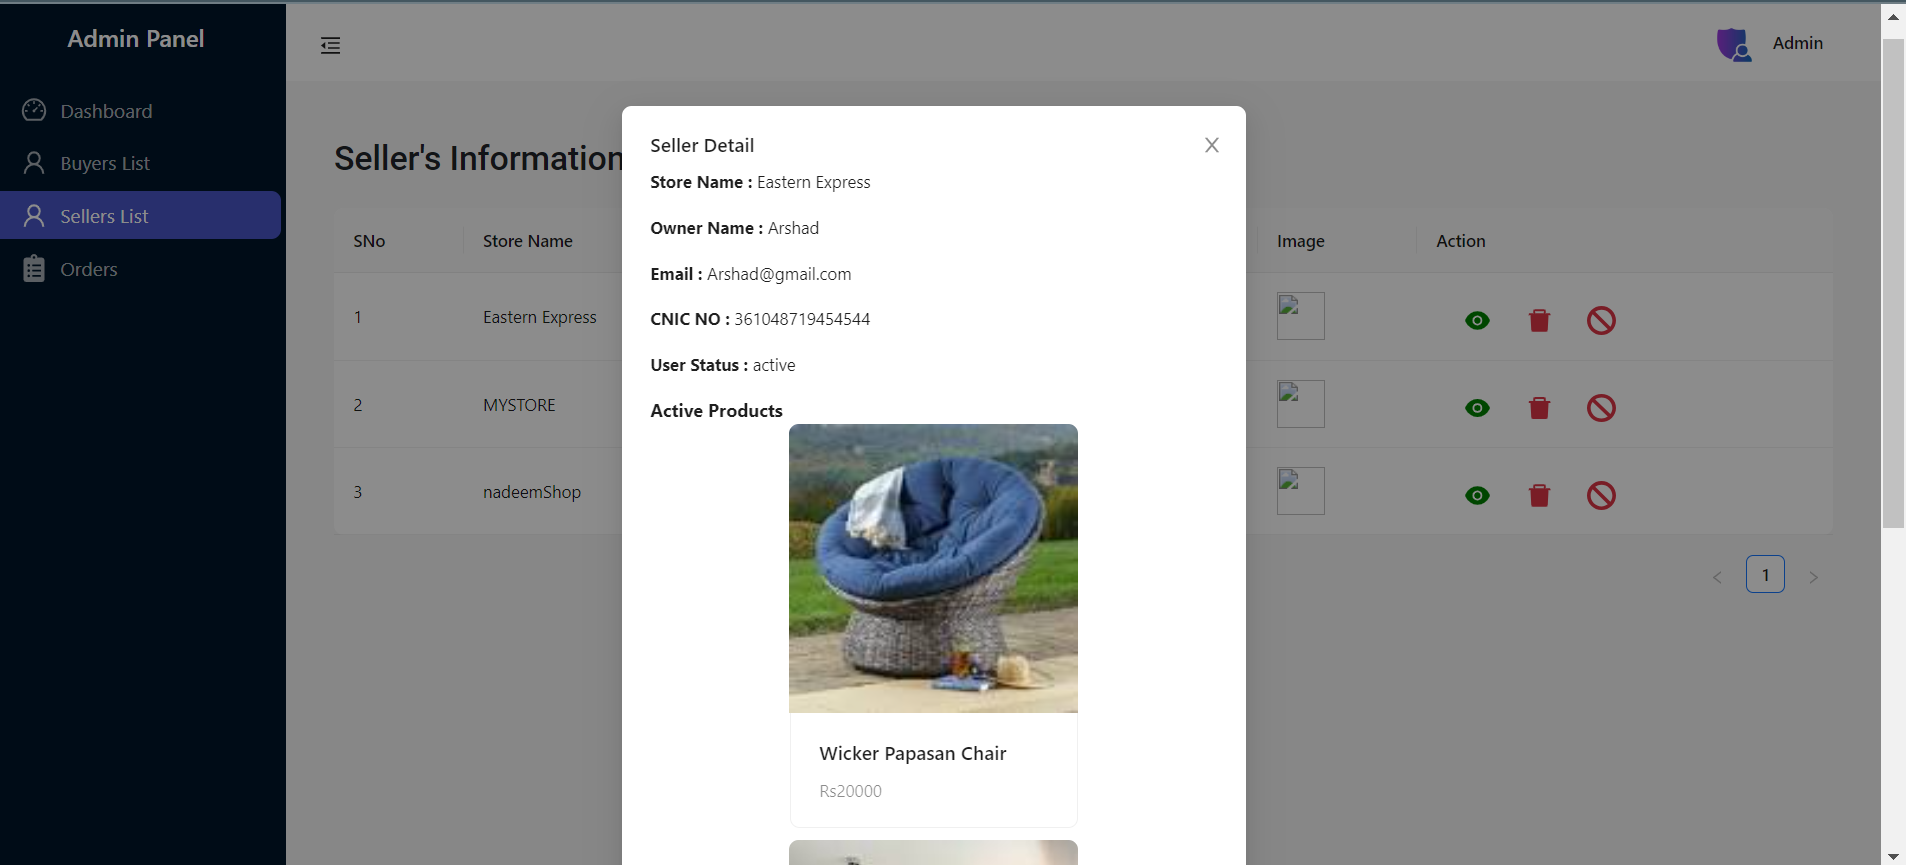 Admin Panel
Dashboard
Buyers List
Sellers List
Orders
Admin
Seller's Information
SNo
Store Name
Image
Action
1
Eastern Express
2
MYSTORE
3
nadeemShop
1
Seller Detail
Store Name : Eastern Express
Owner Name : Arshad
Email : Arshad@gmail.com
CNIC NO : 361048719454544
User Status : active
Active Products
Wicker Papasan Chair
Rs20000